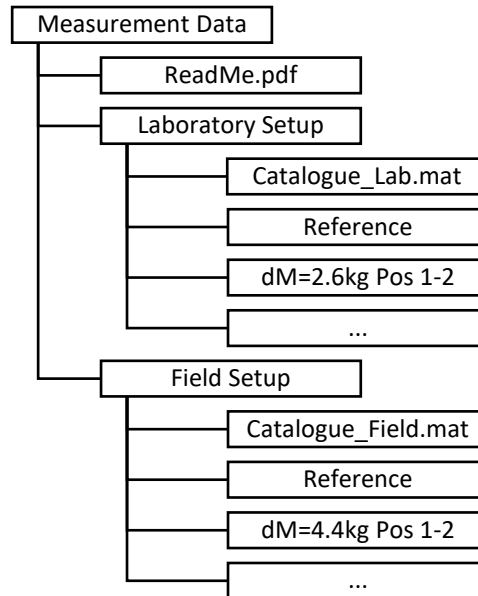 Measurement Data
ReadMe.pdf
Laboratory Setup
Catalogue_Lab.mat
Reference
dM=2.6kg Pos 1-2
...
Field Setup
Catalogue_Field.mat
Reference
dM=4.4kg Pos 1-2
...